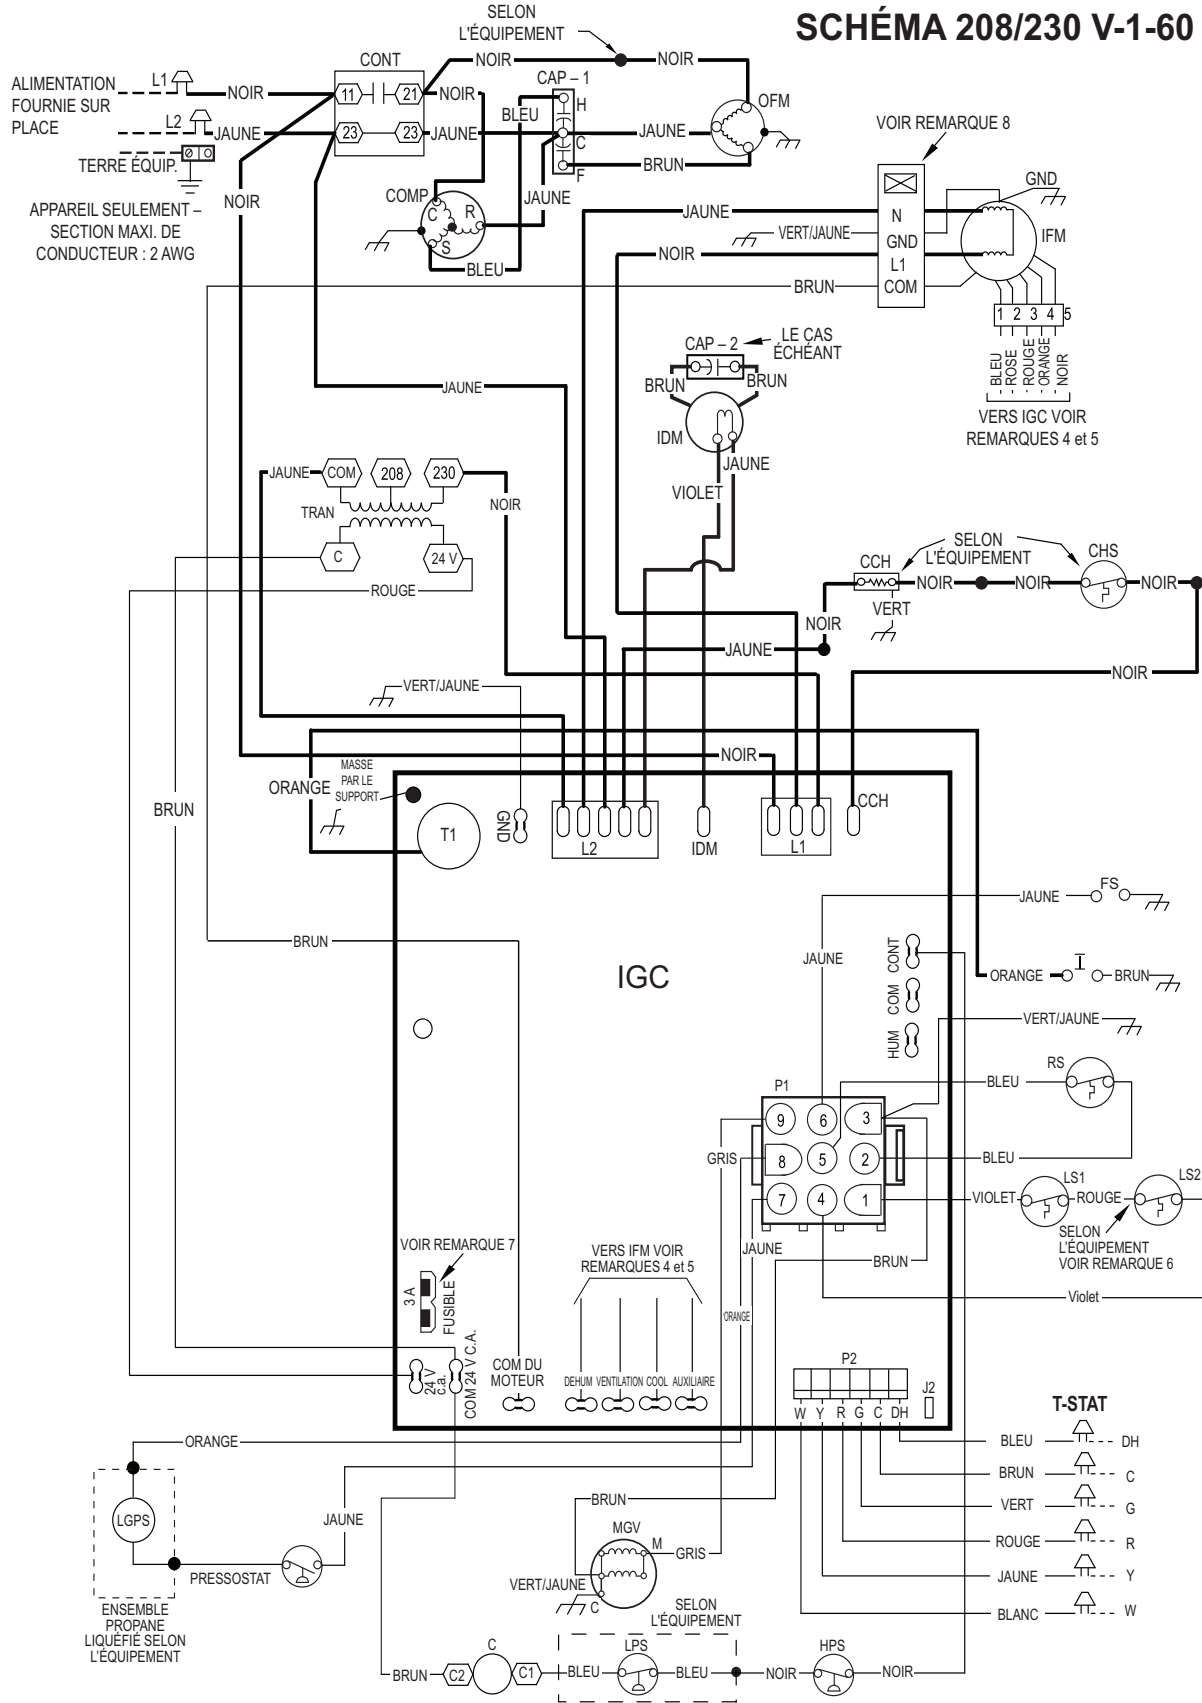 SCHÉMA 208/230 V-1-60
SELON
L'ÉQUIPEMENT
NOIR
NOIR
CONT
CAP – 1
ALIMENTATION
FOURNIE SUR
PLACE
L1
NOIR
11
21
NOIR
BLEU
H
OFM
L2
JAUNE
23
23
JAUNE
C
JAUNE
VOIR REMARQUE 8
TERRE ÉQUIP.
F
BRUN
COMP
C
R
S
JAUNE
NOIR
BLEU
APPAREIL SEULEMENT –
SECTION MAXI. DE
CONDUCTEUR : 2 AWG
GND
JAUNE
N
VERT/JAUNE
GND
IFM
NOIR
L1
BRUN
COM
1 2 3 4 5
BLEU
ROSE
ROUGE
ORANGE
NOIR
VERS IGC VOIR
REMARQUES 4 et 5
CAP – 2
LE CAS
ÉCHÉANT
BRUN
BRUN
IDM
JAUNE
JAUNE
VIOLET
JAUNE
COM
208
230
NOIR
TRAN
C
24 V
ROUGE
SELON
L'ÉQUIPEMENT
CCH
CHS
NOIR
NOIR
NOIR
VERT
NOIR
JAUNE
NOIR
VERT/JAUNE
NOIR
ORANGE
MASSE
PAR LE
SUPPORT
BRUN
T1
GND
L2
IDM
L1
CCH
JAUNE
FS
BRUN
JAUNE
CONT
IGC
ORANGE
I
BRUN
COM
VERT/JAUNE
HUM
RS
BLEU
P1
9
6
3
GRIS
8
5
2
BLEU
7
4
1
VIOLET
LS1
ROUGE
LS2
SELON
L'ÉQUIPEMENT
VOIR REMARQUE 6
JAUNE
BRUN
Violet
VOIR REMARQUE 7
VERS IFM VOIR
REMARQUES 4 et 5
3 A
FUSIBLE
ORANGE
24 V
c.a.
COM 24 V C.A.
COM DU
MOTEUR
DEHUM
VENTILATION
COOL
AUXILIAIRE
P2
J2
W Y R G C DH
T-STAT
BLEU
DH
BRUN
C
VERT
G
ROUGE
R
JAUNE
Y
BLANC
W
ORANGE
LGPS
JAUNE
PRESSOSTAT
ENSEMBLE
PROPANE
LIQUÉFIÉ SELON
L'ÉQUIPEMENT
BRUN
MGV
M
GRIS
VERT/JAUNE
C
SELON
L'ÉQUIPEMENT
BRUN
C2
C
C1
BLEU
LPS
BLEU
NOIR
HPS
NOIR